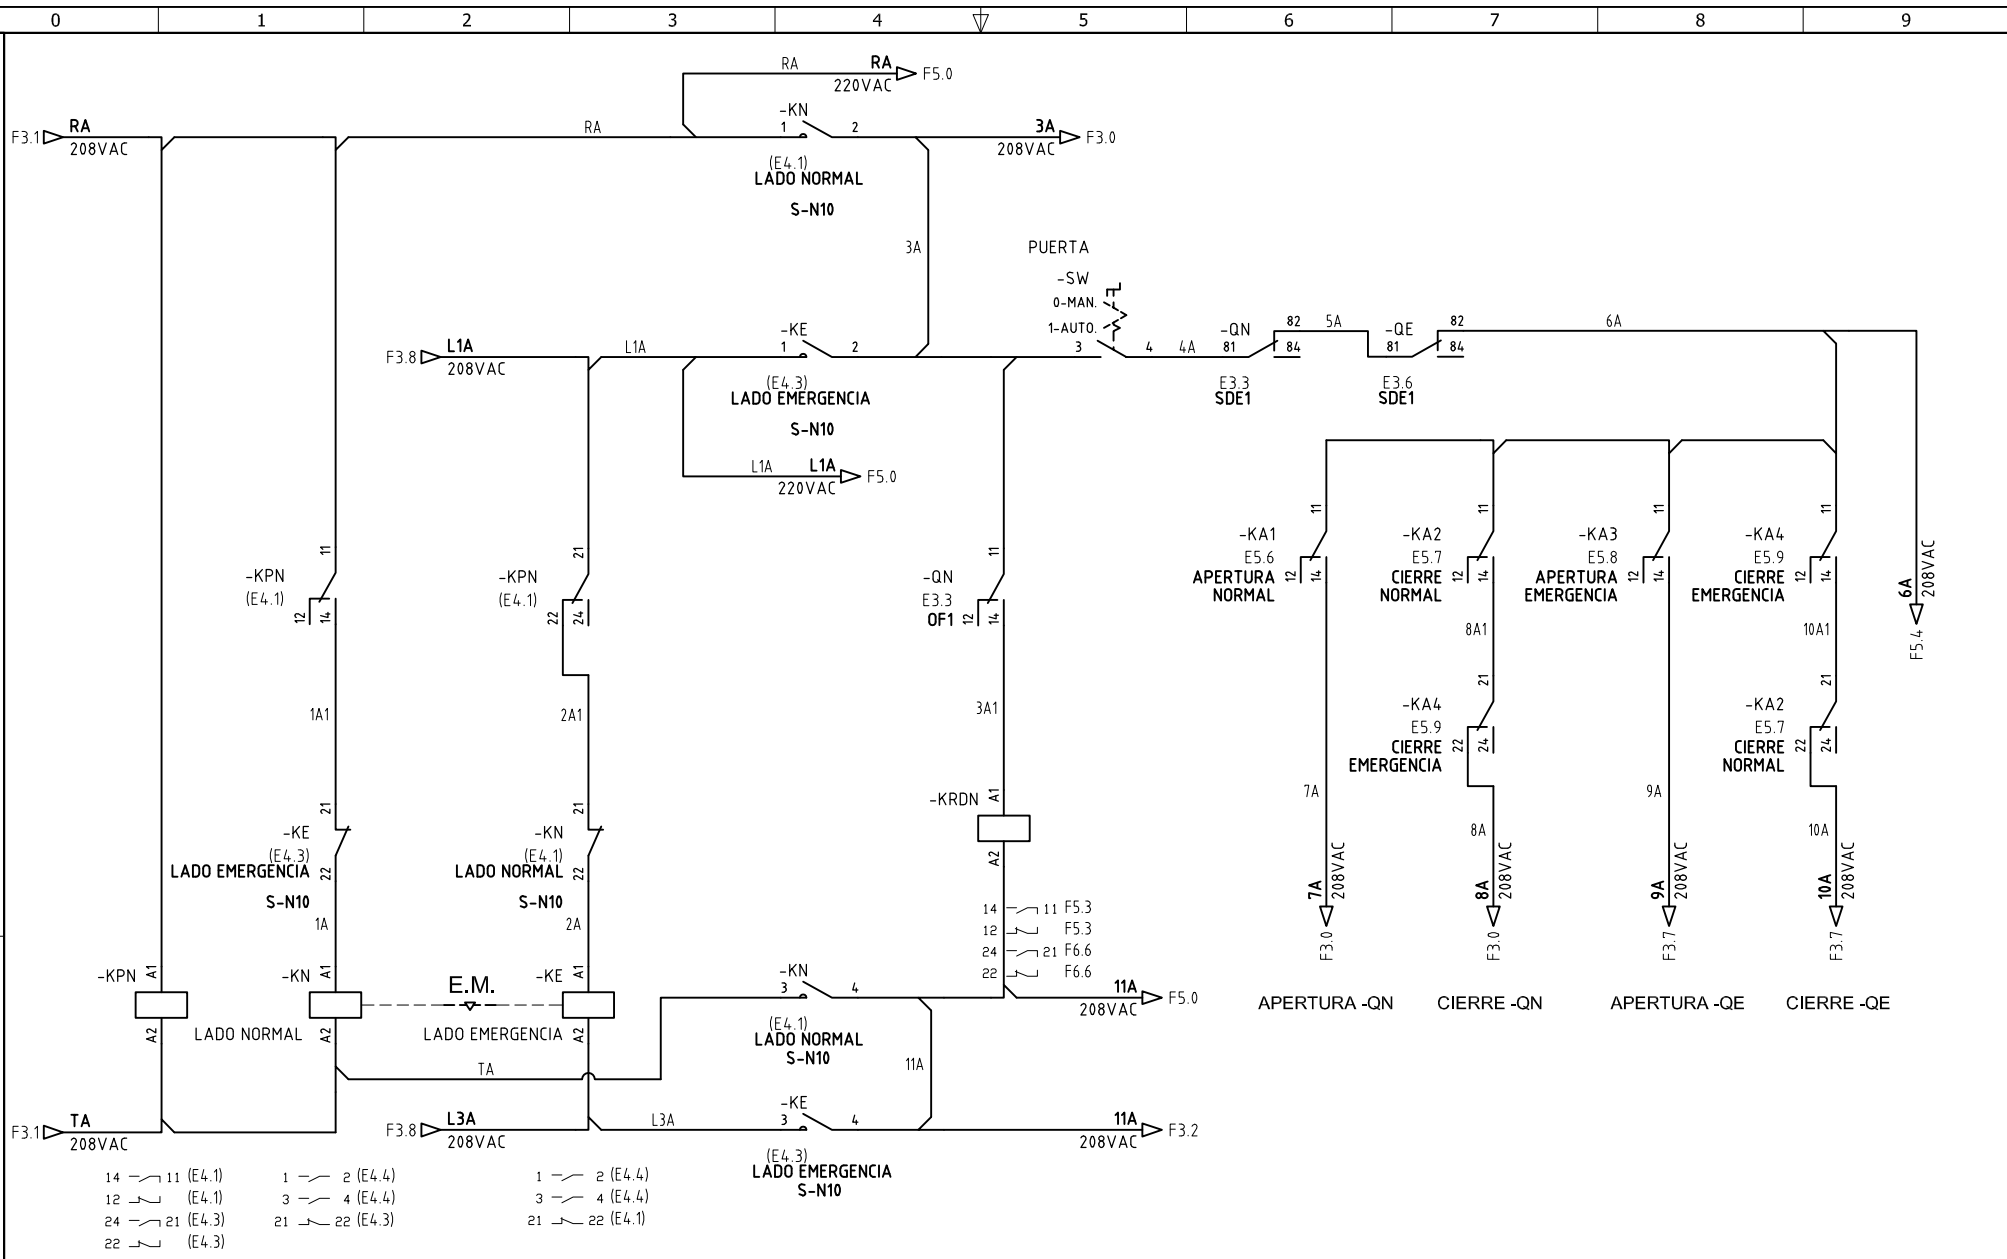 0 1 2 3 4 5 6 7 8 9
RA RA F5.0
220VAC
-KN
F3.1 RA RA 1 2 3A F3.0
208VAC 208VAC
(E4.1)
LADO NORMAL
S-N10
3A
PUERTA
-SW
0-MAN.
1-AUTO.
-KE
F3.8 L1A L1A 1 2 3 4 4A
208VAC
-QN 82 5A -QE 82 6A
81 84 81 84
(E4.3)
LADO EMERGENCIA
S-N10
E3.3
SDE1
E3.6
SDE1
L1A L1A F5.0
220VAC
11
-KPN
(E4.1)
12 14
21
-KPN
(E4.1)
22 24
11
-QN
E3.3
OF1
12 14
11
-KA1
E5.6
APERTURA
NORMAL
12 14
11
-KA2
E5.7
CIERRE
NORMAL
12 14
11
-KA3
E5.8
APERTURA
EMERGENCIA
12 14
11
-KA4
E5.9
CIERRE
EMERGENCIA
12 14
6A
208VAC
F5.4
1A1
2A1
3A1
8A1
10A1
21
-KA4
E5.9
CIERRE
EMERGENCIA
22 24
21
-KA2
E5.7
CIERRE
NORMAL
22 24
21
-KE
(E4.3)
LADO EMERGENCIA
22
S-N10
1A
21
-KN
(E4.1)
LADO NORMAL
22
S-N10
2A
-KRDN A1
A2
14 11 F5.3
12 F5.3
24 21 F6.6
22 F6.6
7A
7A
208VAC
F3.0
8A
8A
208VAC
F3.0
9A
9A
208VAC
F3.7
10A
10A
208VAC
F3.7
-KPN A1
A2
-KN A1
LADO NORMAL A2
E.M.
-KE A1
LADO EMERGENCIA A2
-KN
3 4
(E4.1)
LADO NORMAL
S-N10
11A F5.0
208VAC
APERTURA -QN CIERRE -QN APERTURA -QE CIERRE -QE
TA
11A
F3.1 TA
208VAC
F3.8 L3A L3A
208VAC
-KE
3 4
(E4.3)
LADO EMERGENCIA
S-N10
11A F3.2
208VAC
14 11 (E4.1)
12 (E4.1)
24 21 (E4.3)
22 (E4.3)
1 2 (E4.4)
3 4 (E4.4)
21 22 (E4.3)
1 2 (E4.4)
3 4 (E4.4)
21 22 (E4.1)